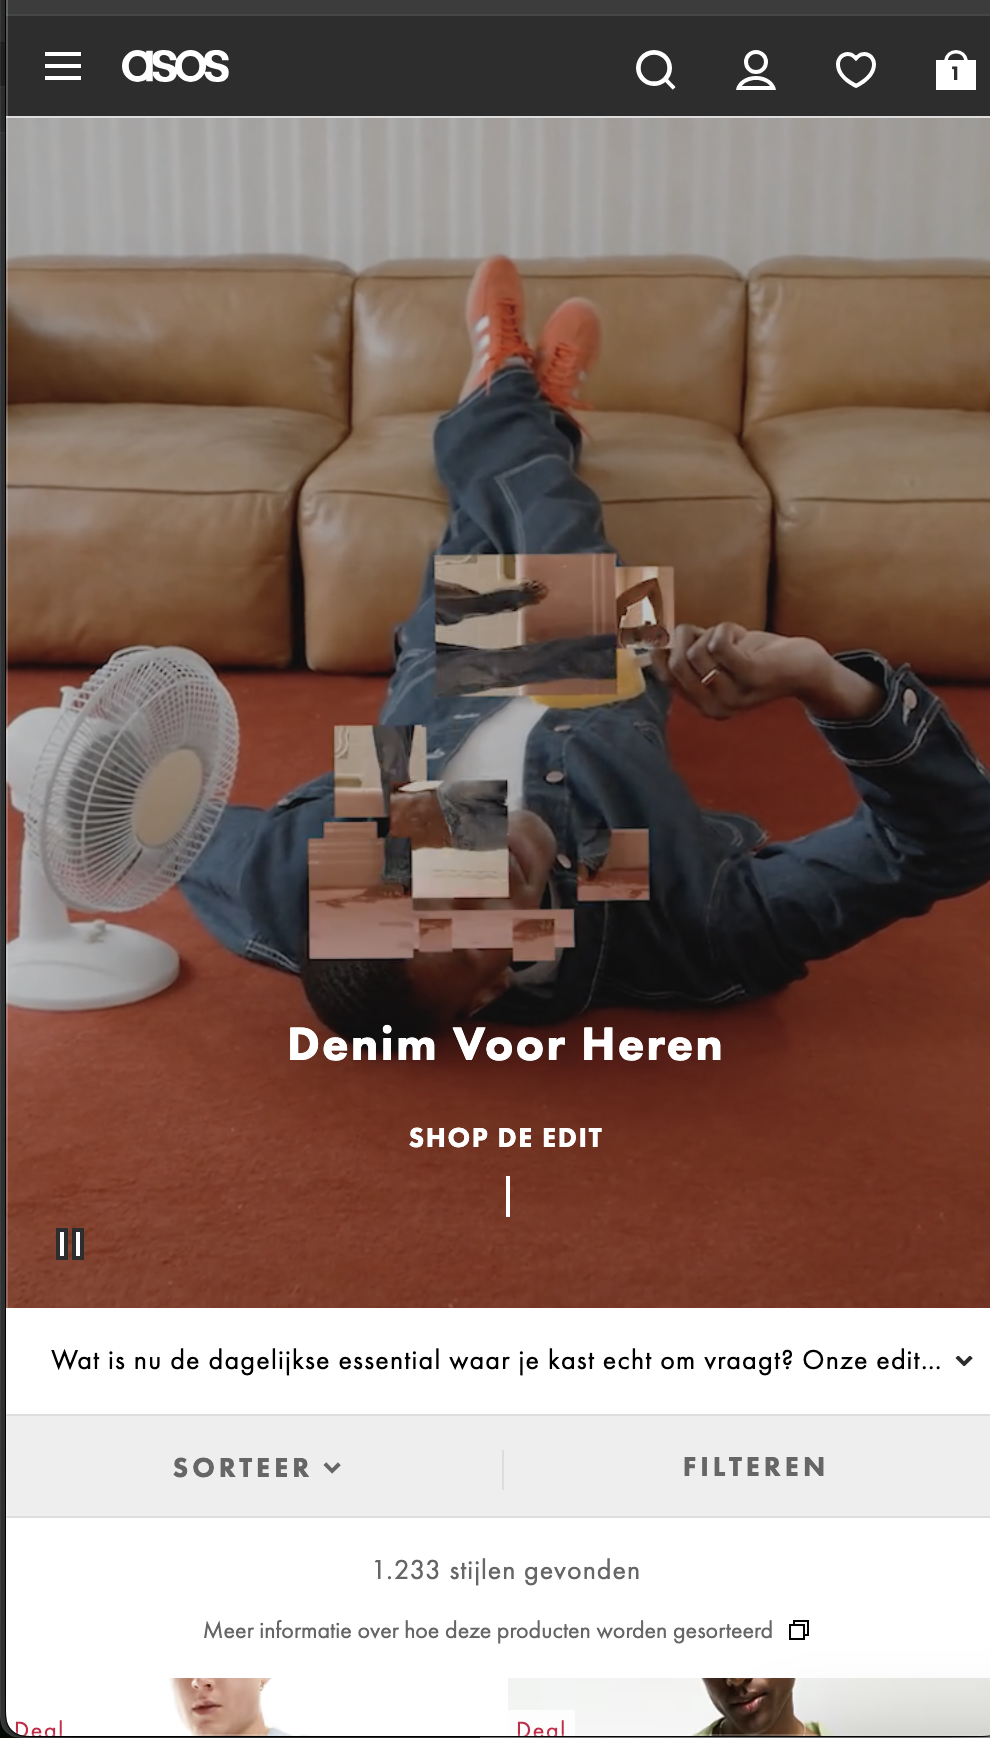 asos
1
Denim Voor Heren
SHOP DE EDIT
Wat is nu de dagelijkse essential waar je kast echt om vraagt? Onze edit...
SORTEER
FILTEREN
1.233 stijlen gevonden
Meer informatie over hoe deze producten worden gesorteerd
Deal
Deal